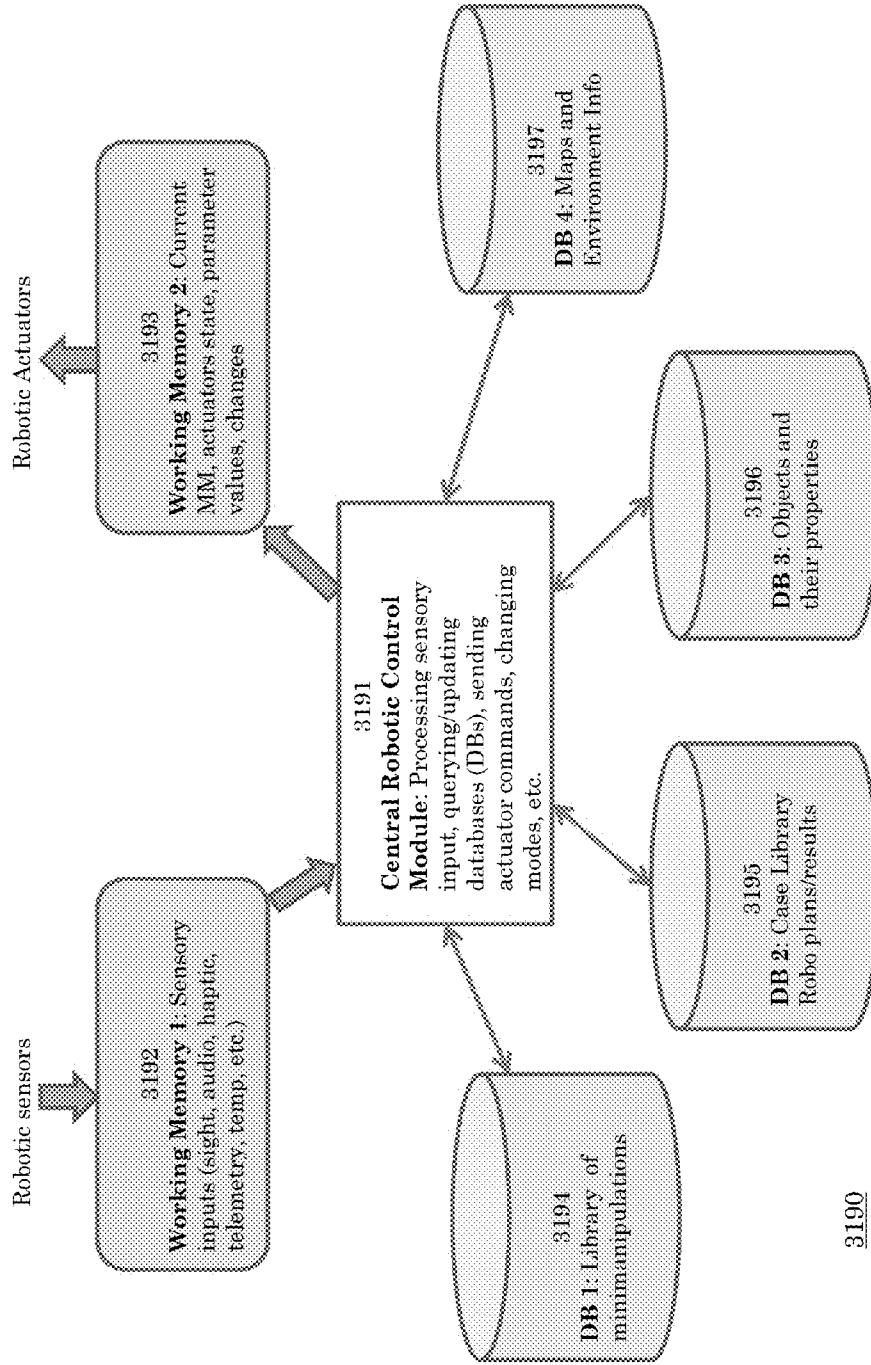 Robotic sensors
Robotic Actuators
3192
Working Memory 1: Sensory
inputs (sight, audio, haptic,
telemetry, temp, etc.)
3193
Working Memory 2: Current
MM, actuators state, parameter
values, changes
3191
Central Robotic Control
Module: Processing sensory
input, querying/updating
databases (DBs), sending
actuator commands, changing
modes, etc.
3194
DB 1: Library of
minimanipulations
3195
DB 2: Case Library
Robo plans/results
3196
DB 3: Objects and
their properties
3197
DB 4: Maps and
Environment Info
3190